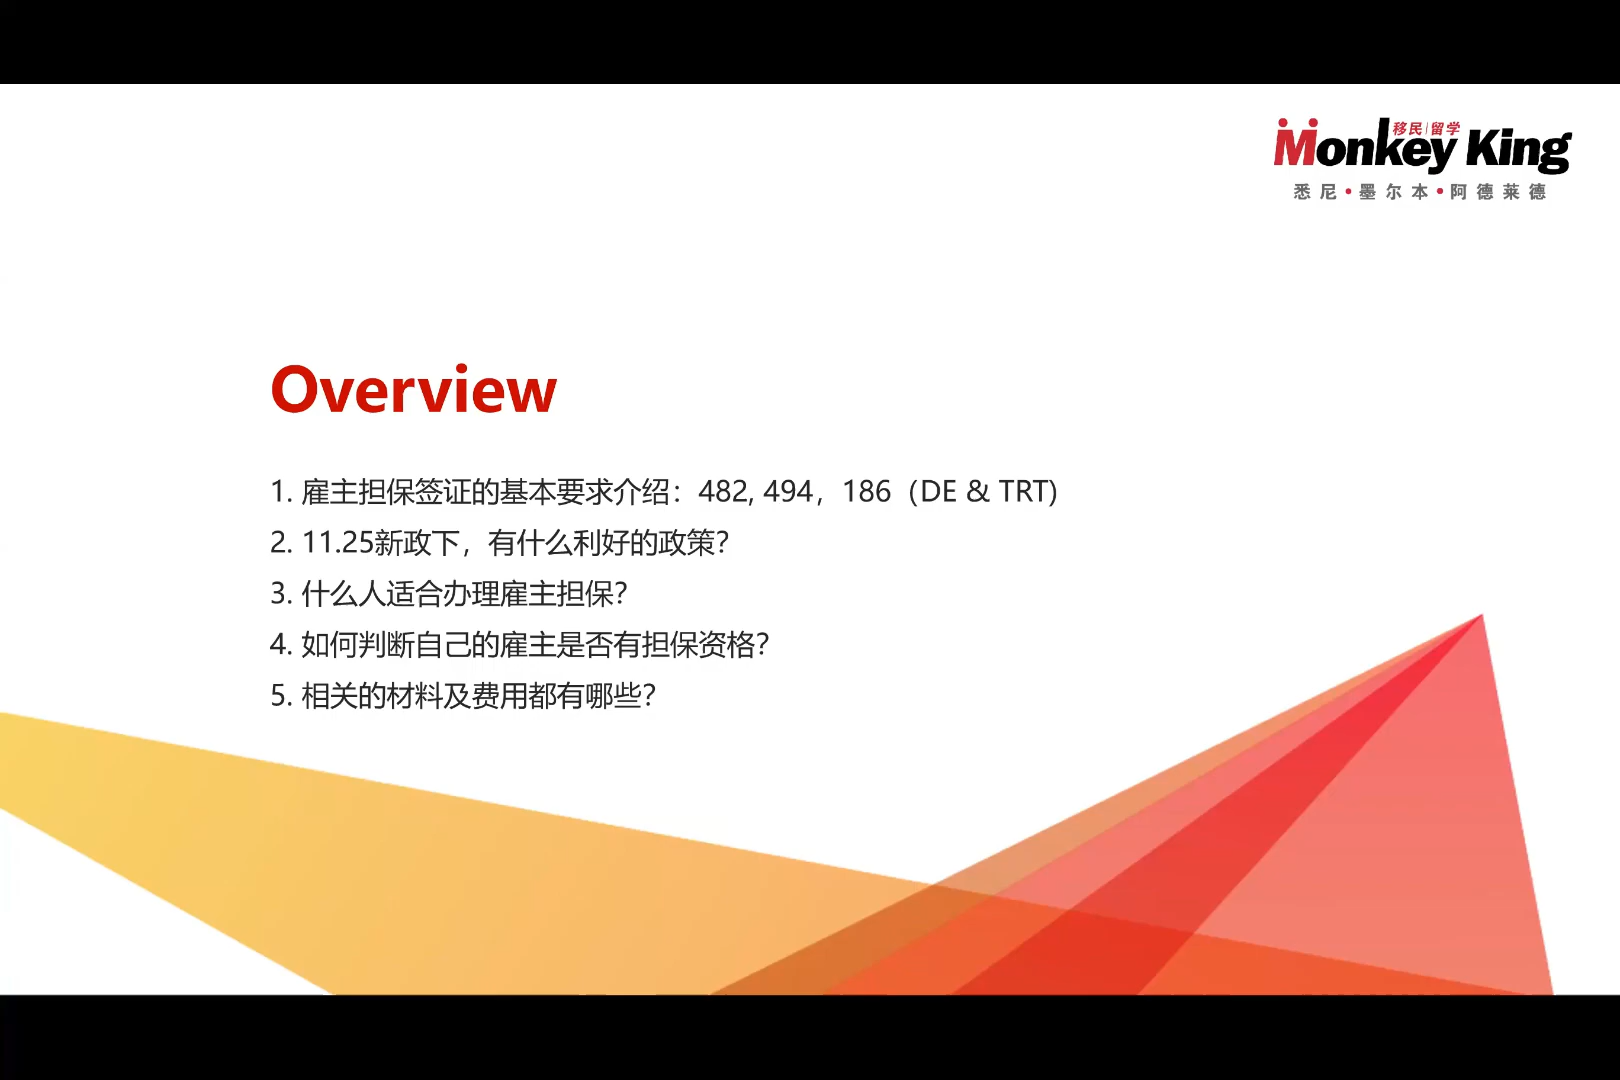 移民|留学
Monkey King
悉尼•墨尔本•阿德莱德
Overview
1. 雇主担保签证的基本要求介绍：482, 494，186（DE & TRT)
2. 11.25新政下，有什么利好的政策？
3. 什么人适合办理雇主担保？
4. 如何判断自己的雇主是否有担保资格？
5. 相关的材料及费用都有哪些？